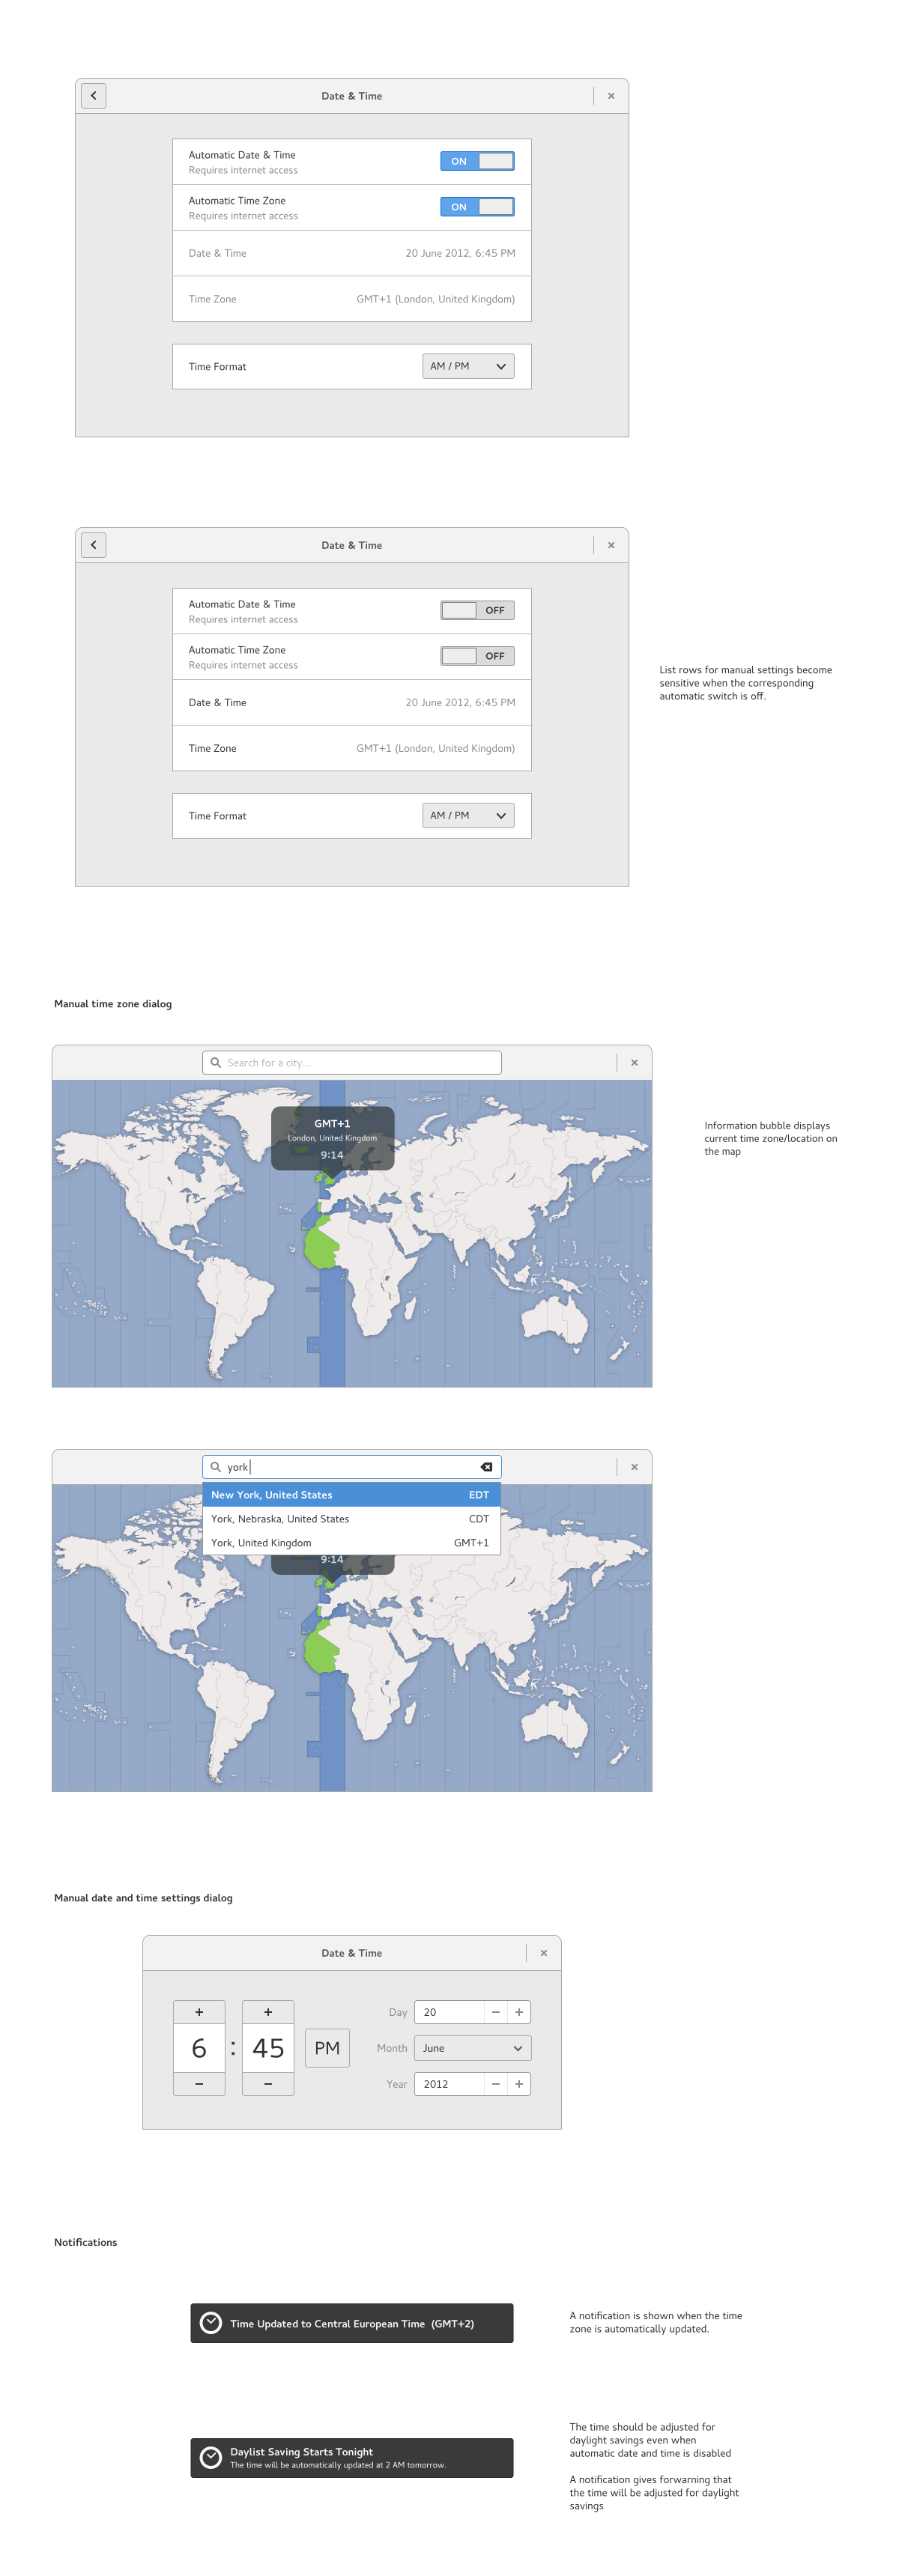 Date & Time
Automatic Date & Time
ON
Requires internet access
Automatic Time Zone
ON
Requires internet access
Date & Time 20 June 2012, 6:45 PM
Time Zone GMT+1 (London, United Kingdom)
Time Format AM / PM
Date & Time
Automatic Date & Time
OFF
Requires internet access
Automatic Time Zone
OFF
Requires internet access
List rows for manual settings become
sensitive when the corresponding
automatic switch is off.
Date & Time 20 June 2012, 6:45 PM
Time Zone GMT+1 (London, United Kingdom)
Time Format AM / PM
Manual time zone dialog
Search for a city...
GMT+1
London, United Kingdom
9:14
Information bubble displays
current time zone/location on
the map
york
New York, United States EDT
York, Nebraska, United States CDT
York, United Kingdom GMT+1
9:14
Manual date and time settings dialog
Date & Time
6 : 45 PM
Day 20 − +
Month June
Year 2012 − +
Notifications
Time Updated to Central European Time (GMT+2)
A notification is shown when the time
zone is automatically updated.
Daylist Saving Starts Tonight
The time will be automatically updated at 2 AM tomorrow.
The time should be adjusted for
daylight savings even when
automatic date and time is disabled
A notification gives forwarning that
the time will be adjusted for daylight
savings